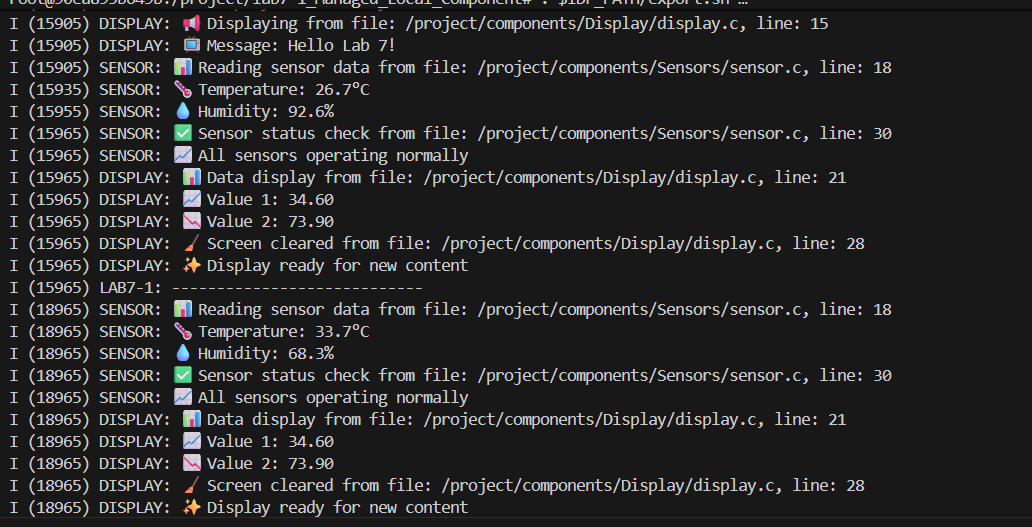 I (15905) DISPLAY: 📢 Displaying from file: /project/components/Display/display.c, line: 15
I (15905) DISPLAY: 📺 Message: Hello Lab 7!
I (15905) SENSOR: 📊 Reading sensor data from file: /project/components/Sensors/sensor.c, line: 18
I (15935) SENSOR: 🌡️ Temperature: 26.7°C
I (15955) SENSOR: 💧 Humidity: 92.6%
I (15965) SENSOR: ✅ Sensor status check from file: /project/components/Sensors/sensor.c, line: 30
I (15965) SENSOR: 📈 All sensors operating normally
I (15965) DISPLAY: 📊 Data display from file: /project/components/Display/display.c, line: 21
I (15965) DISPLAY: 📈 Value 1: 34.60
I (15965) DISPLAY: 📉 Value 2: 73.90
I (15965) DISPLAY: 🧹 Screen cleared from file: /project/components/Display/display.c, line: 28
I (15965) DISPLAY: ✨ Display ready for new content
I (15965) LAB7-1: ----------------------------
I (18965) SENSOR: 📊 Reading sensor data from file: /project/components/Sensors/sensor.c, line: 18
I (18965) SENSOR: 🌡️ Temperature: 33.7°C
I (18965) SENSOR: 💧 Humidity: 68.3%
I (18965) SENSOR: ✅ Sensor status check from file: /project/components/Sensors/sensor.c, line: 30
I (18965) SENSOR: 📈 All sensors operating normally
I (18965) DISPLAY: 📊 Data display from file: /project/components/Display/display.c, line: 21
I (18965) DISPLAY: 📈 Value 1: 34.60
I (18965) DISPLAY: 📉 Value 2: 73.90
I (18965) DISPLAY: 🧹 Screen cleared from file: /project/components/Display/display.c, line: 28
I (18965) DISPLAY: ✨ Display ready for new content